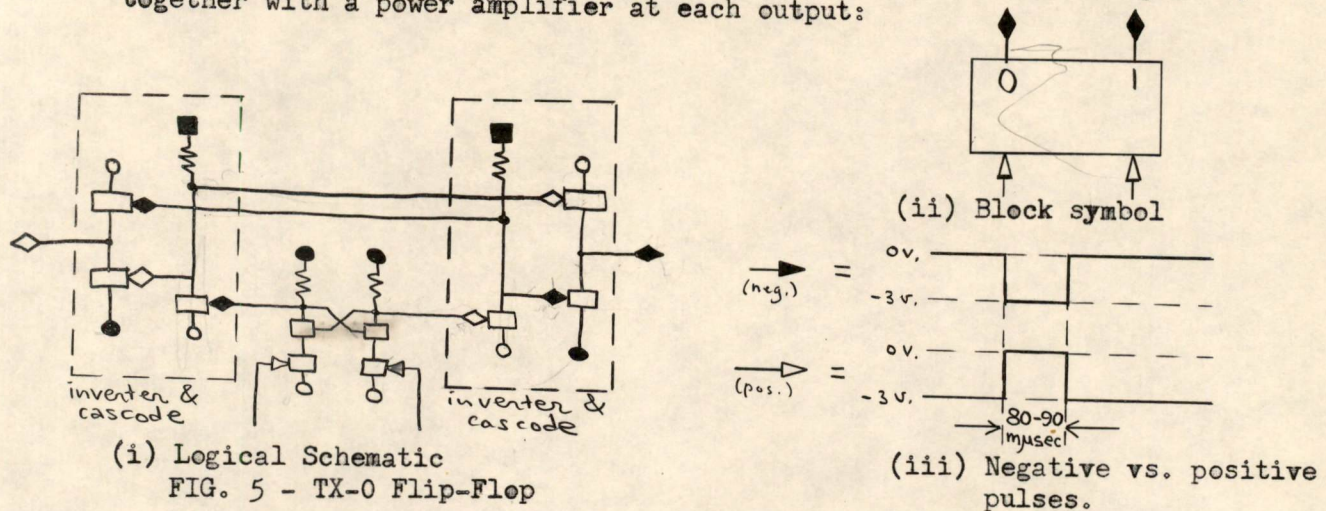 together with a power amplifier at each output:
O 1
(ii) Block symbol
inverter &
cascode
inverter &
cascode
(i) Logical Schematic
FIG. 5 - TX-0 Flip-Flop
(neg.) =
0v.
-3v.
(pos.) =
0v.
-3v.
80-90
mμsec
(iii) Negative vs. positive
pulses.